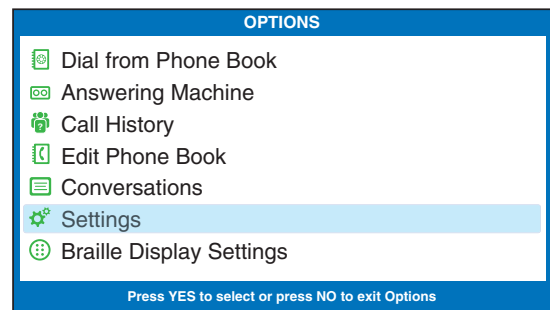 OPTIONS
Dial from Phone Book
Answering Machine
Call History
Edit Phone Book
Conversations
Settings
Braille Display Settings
Press YES to select or press NO to exit Options